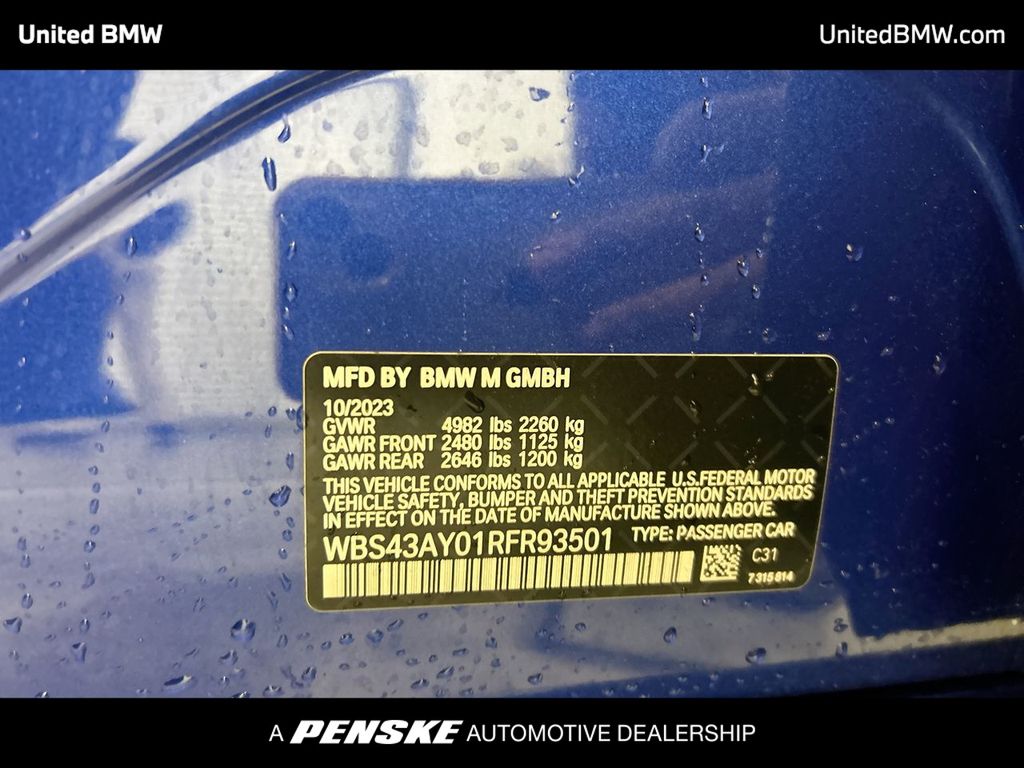 United BMW
UnitedBMW.com
MFD BY BMW M GMBH
10/2023
GVWR 4982 lbs 2260 kg
GAWR FRONT 2480 lbs 1125 kg
GAWR REAR 2646 lbs 1200 kg
THIS VEHICLE CONFORMS TO ALL APPLICABLE U.S.FEDERAL MOTOR
VEHICLE SAFETY, BUMPER AND THEFT PREVENTION STANDARDS
IN EFFECT ON THE DATE OF MANUFACTURE SHOWN ABOVE.
WBS43AY01RFR93501 TYPE: PASSENGER CAR
C31
7315614
A PENSKE AUTOMOTIVE DEALERSHIP